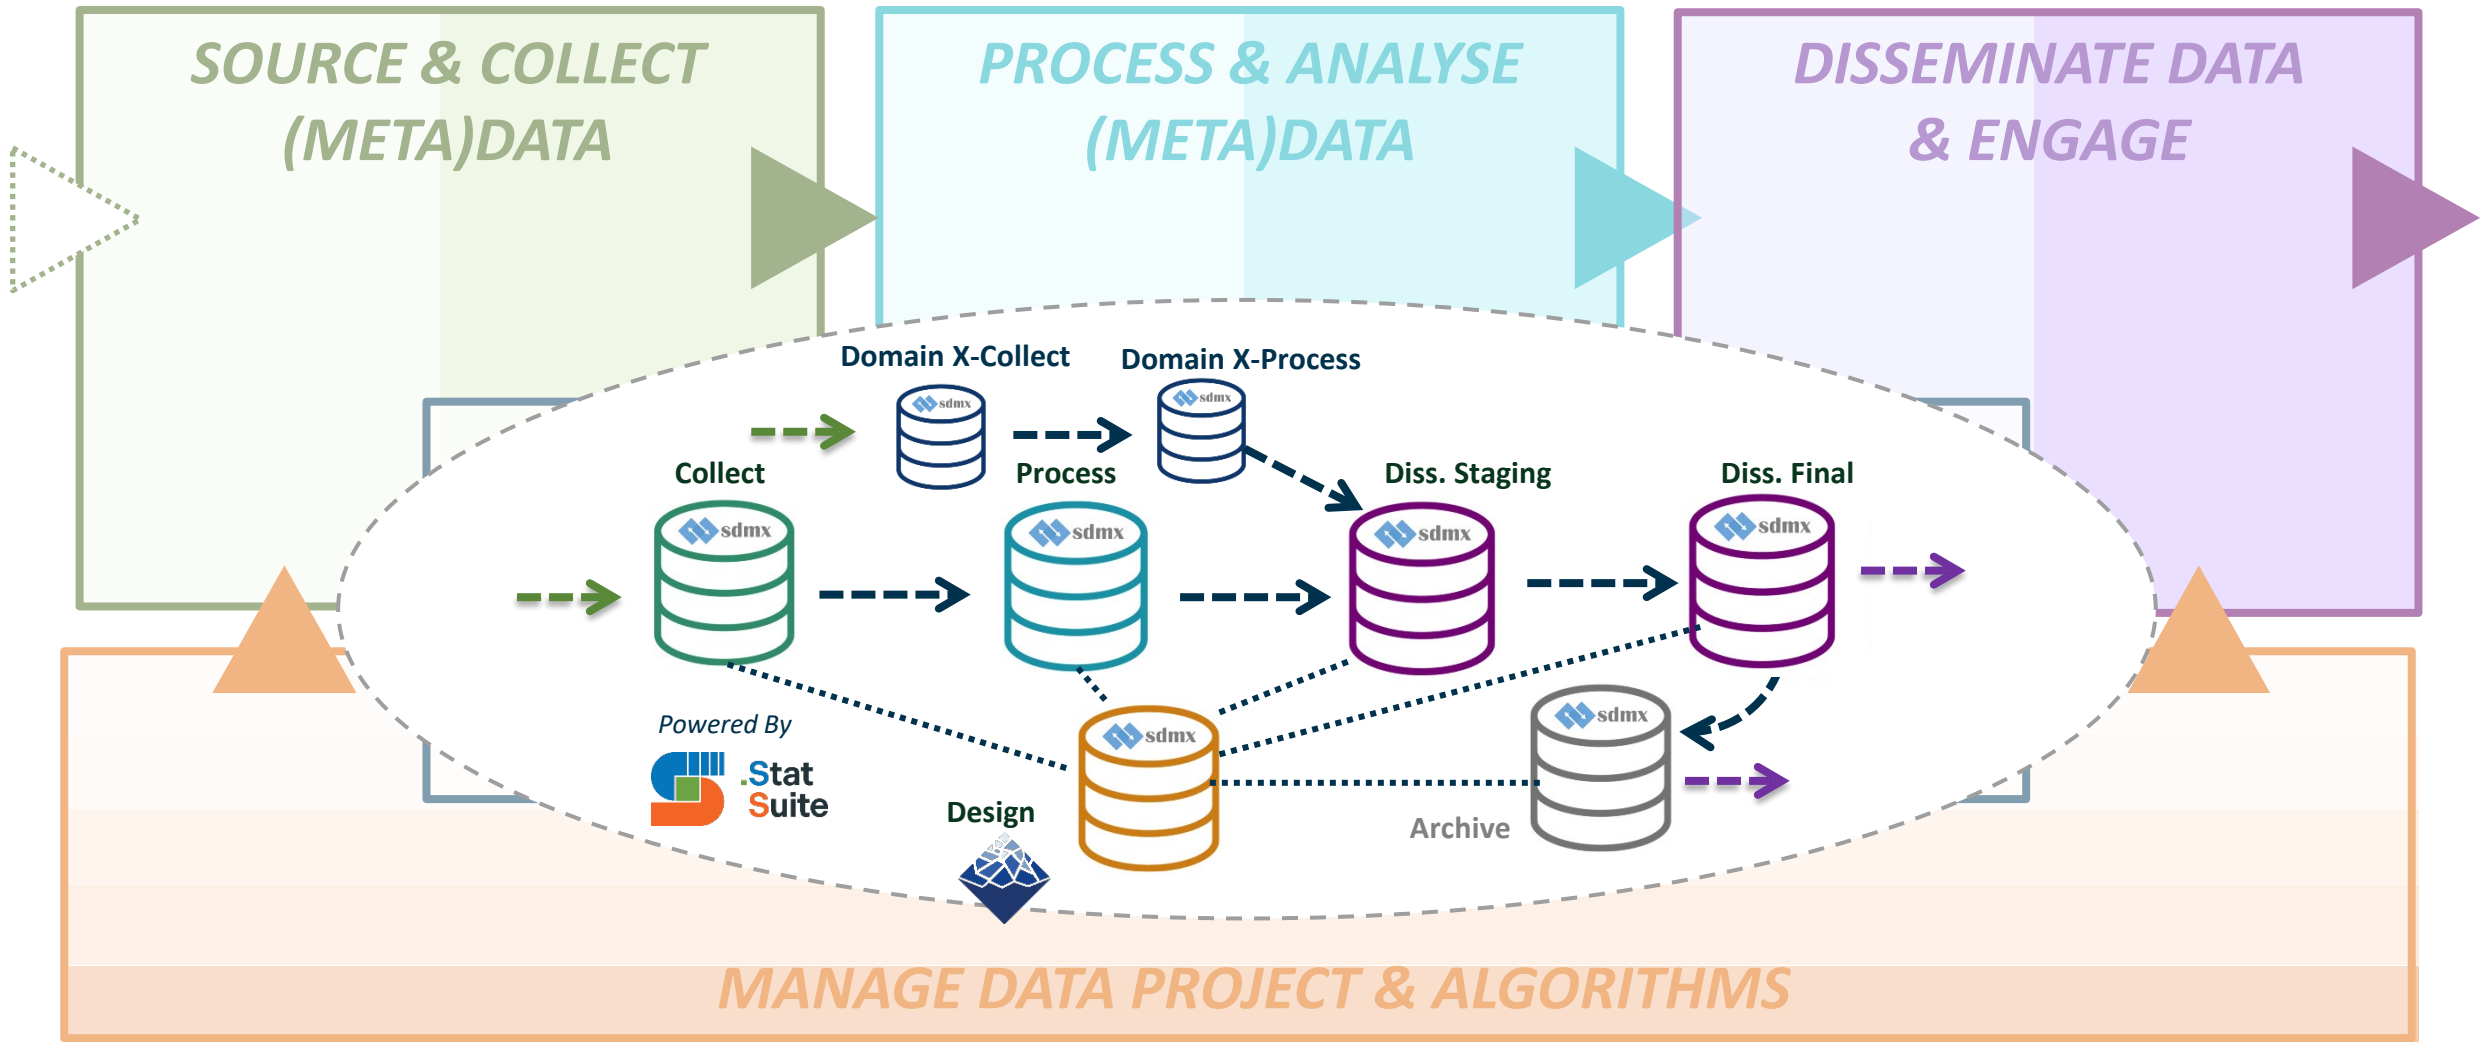 SOURCE & COLLECT
(META)DATA
PROCESS & ANALYSE
(META)DATA
DISSEMINATE DATA
& ENGAGE
Domain X-Collect
Domain X-Process
sdmx
sdmx
Collect
Process
Diss. Staging
Diss. Final
sdmx
sdmx
sdmx
sdmx
Powered By
.Stat
Suite
sdmx
sdmx
Design
Archive
MANAGE DATA PROJECT & ALGORITHMS